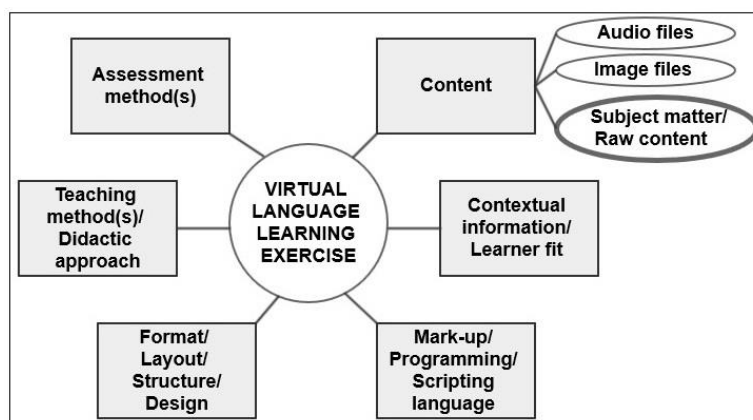 Assessment
method(s)
Content
Audio files
Image files
Subject matter/
Raw content
Teaching
method(s)/
Didactic
approach
VIRTUAL
LANGUAGE
LEARNING
EXERCISE
Contextual
information/
Learner fit
Format/
Layout/
Structure/
Design
Mark-up/
Programming/
Scripting
language